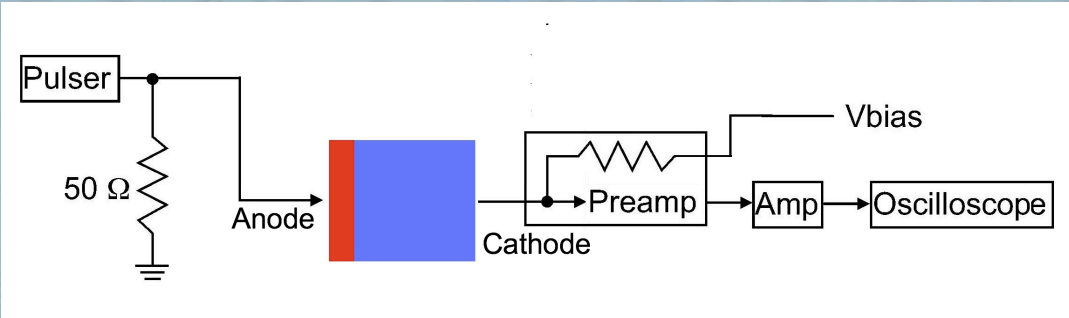 Pulser
Vbias
50 Ω
Preamp
Amp
Oscilloscope
Anode
Cathode